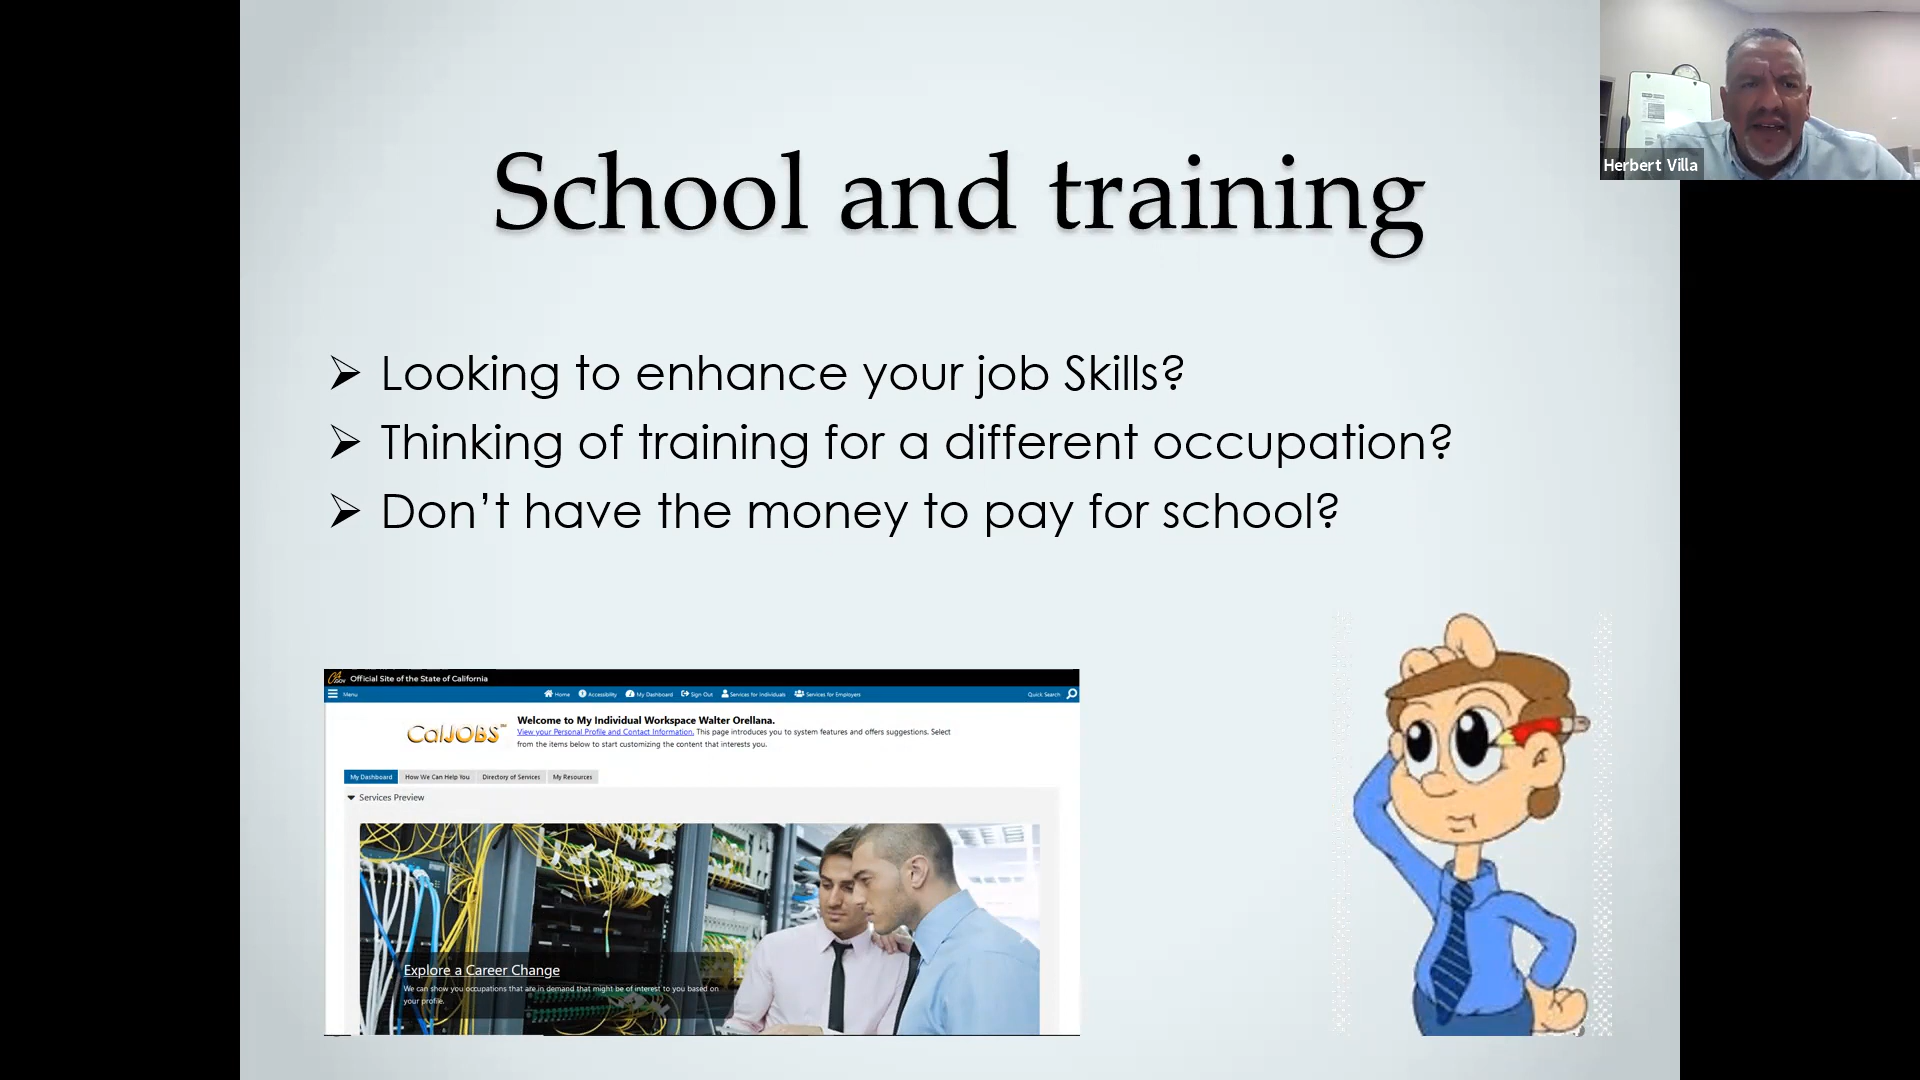 School and training
Herbert Villa
➢ Looking to enhance your job Skills?
➢ Thinking of training for a different occupation?
➢ Don’t have the money to pay for school?
CA GOV Official Site of the State of California
Menu Home Accessibility My Dashboard Sign Out Services for Individuals Services for Employers Quick Search
CalJOBS℠
Welcome to My Individual Workspace Walter Orellana.
View your Personal Profile and Contact Information. This page introduces you to system features and offers suggestions. Select
from the items below to start customizing the content that interests you.
My Dashboard How We Can Help You Directory of Services My Resources
Services Preview
Explore a Career Change
We can show you occupations that are in demand that might be of interest to you based on
your profile.